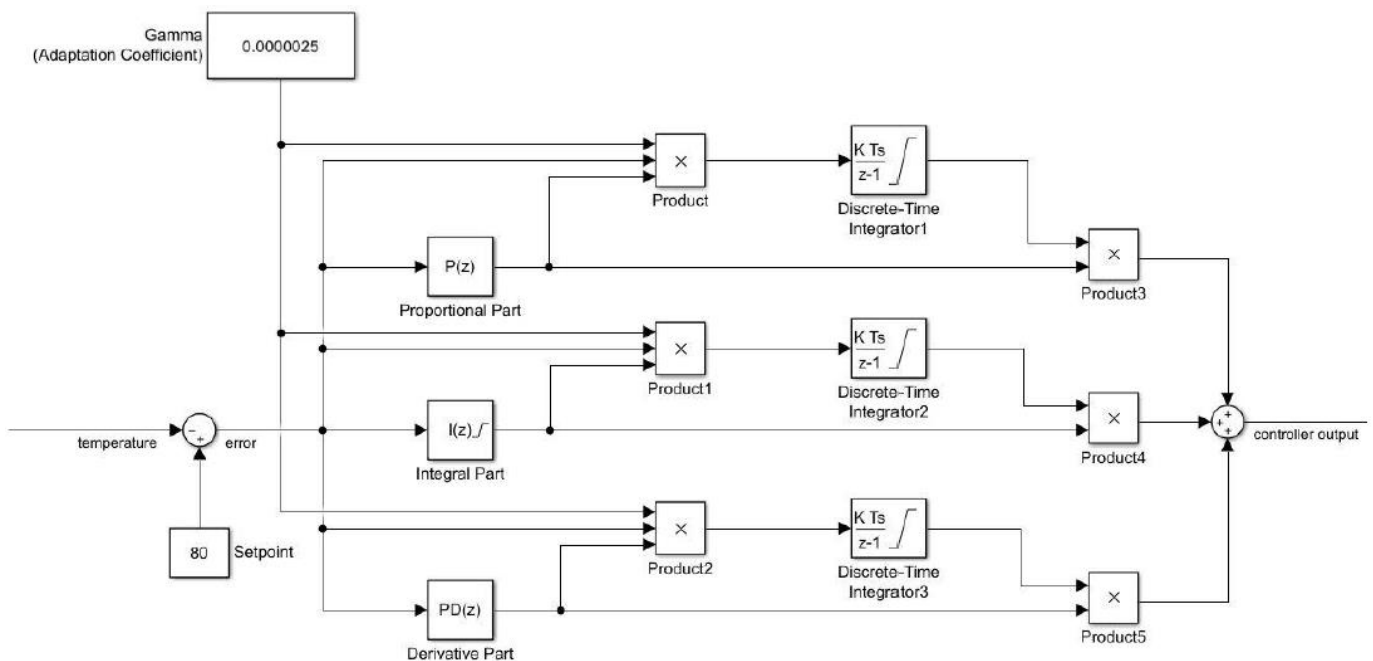 Gamma
(Adaptation Coefficient)
0.0000025
×
Product
K Ts
z-1
Discrete-Time
Integrator1
P(z)
Proportional Part
×
Product3
×
Product1
K Ts
z-1
Discrete-Time
Integrator2
temperature
-
+
error
I(z)
Integral Part
×
Product4
+
+
+
controller output
80
Setpoint
×
Product2
K Ts
z-1
Discrete-Time
Integrator3
PD(z)
Derivative Part
×
Product5